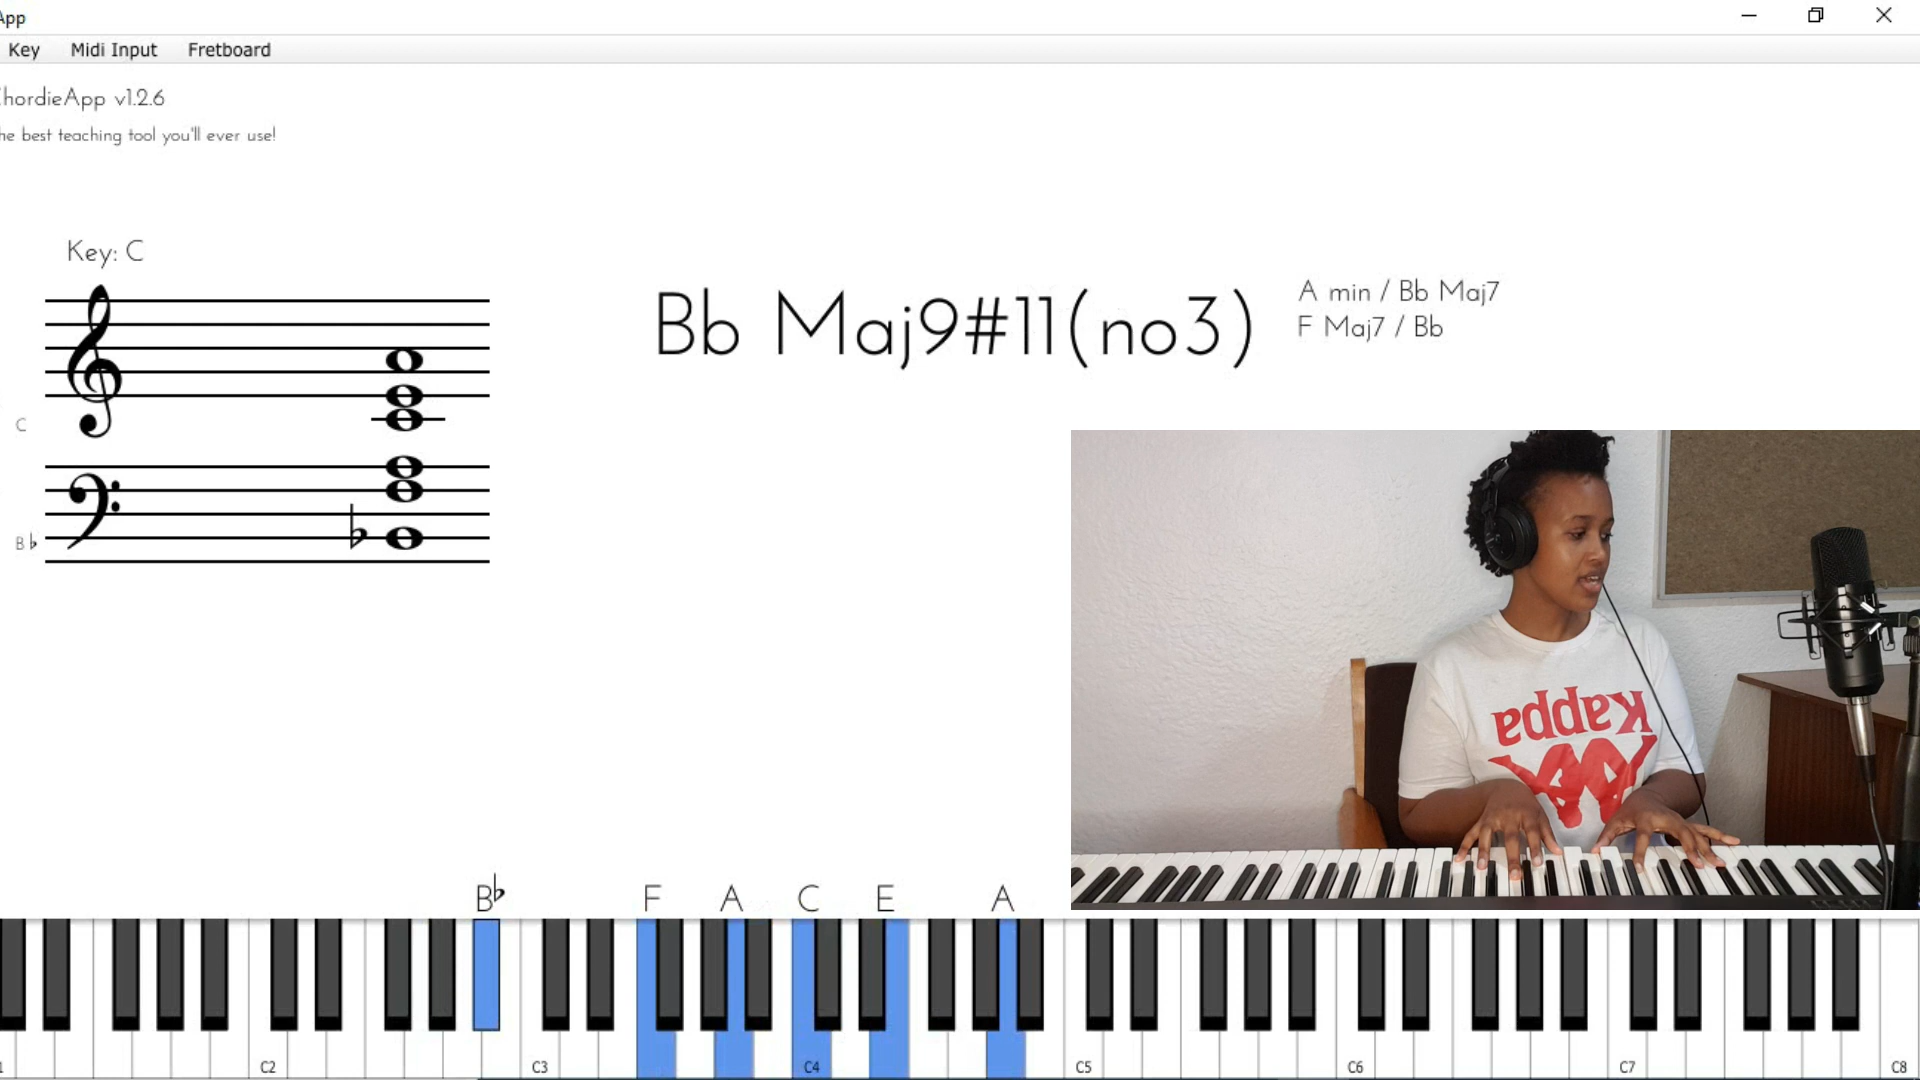 App
Key Midi Input Fretboard
hordieApp v1.2.6
he best teaching tool you'll ever use!
Key: C
Bb Maj9#11(no3)
A min / Bb Maj7
F Maj7 / Bb
C
B♭
Kappa
B♭ F A C E A
1 C2 C3 C4 C5 C6 C7 C8